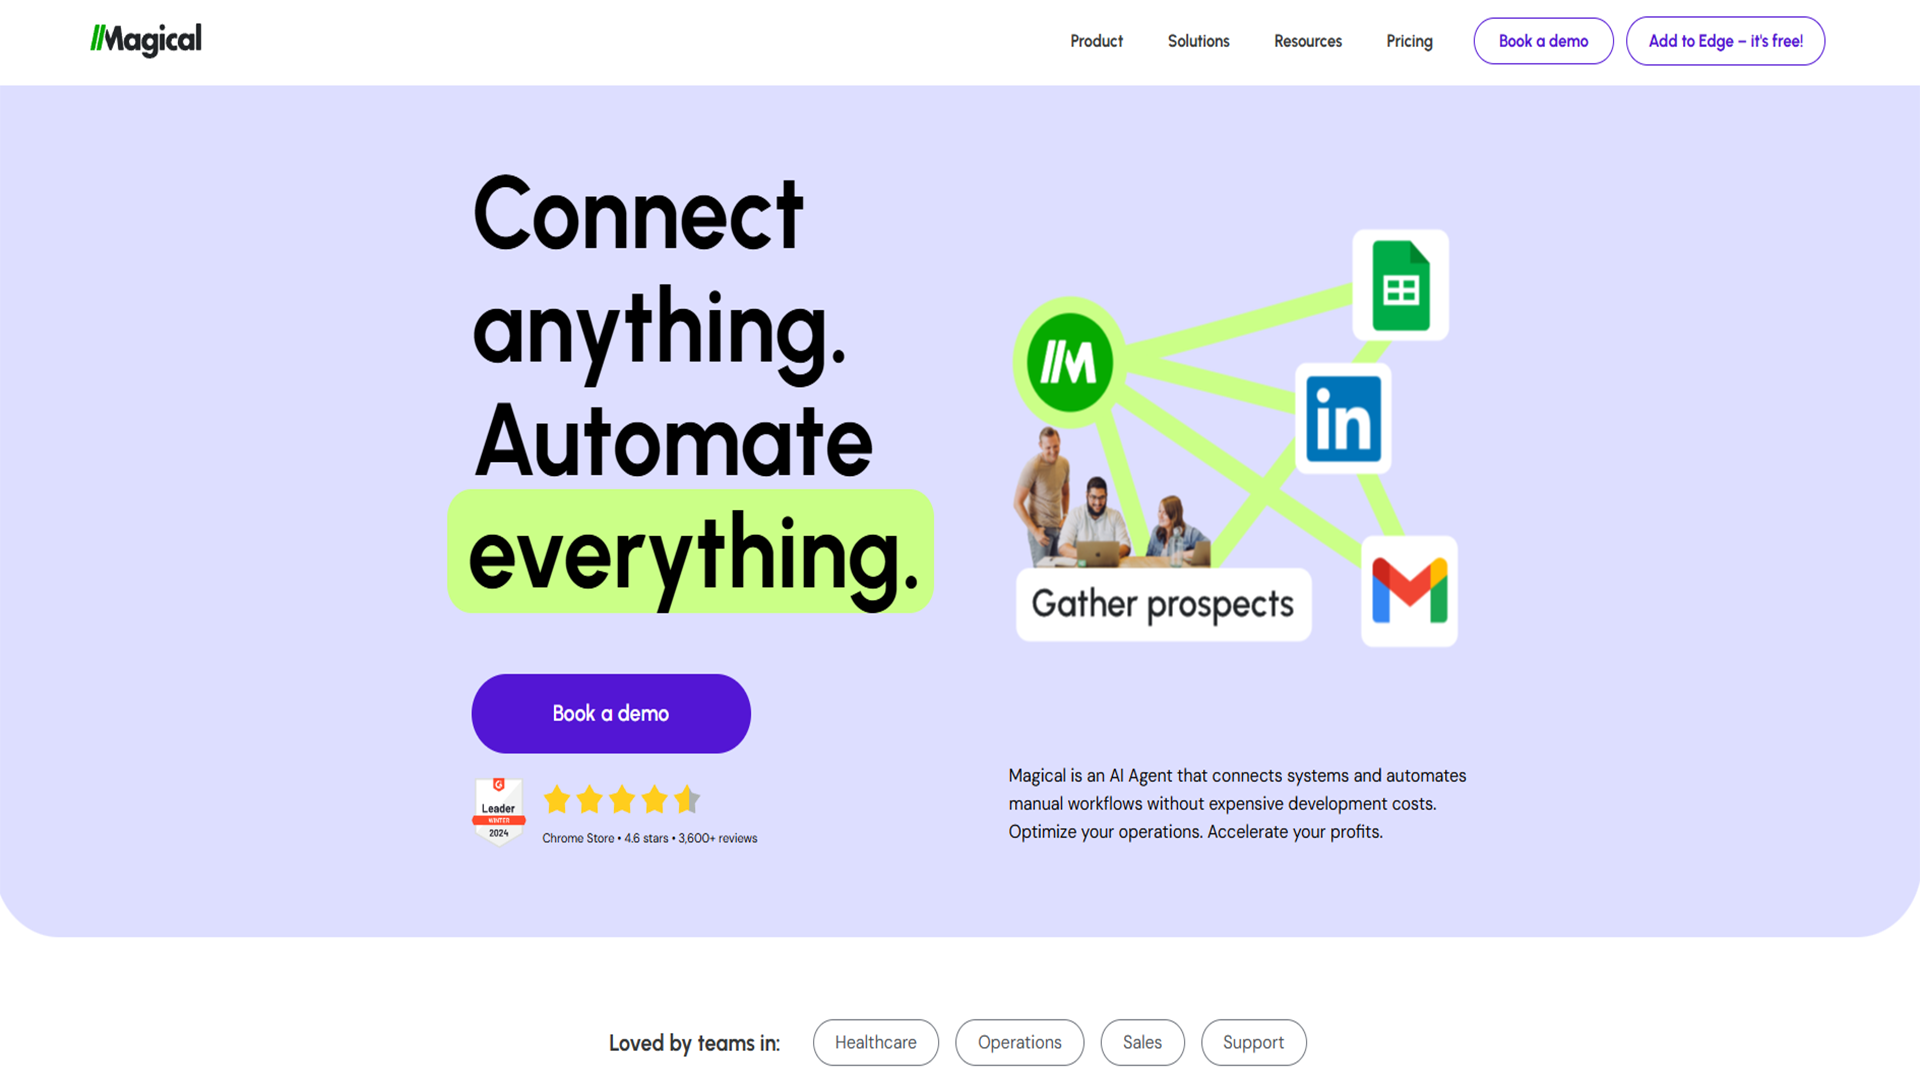 Magical
Product
Solutions
Resources
Pricing
Book a demo
Add to Edge – it's free!
Connect
anything.
Automate
everything.
M
in
Gather prospects
Book a demo
G
Leader
WINTER
2024
Chrome Store • 4.6 stars • 3,600+ reviews
Magical is an AI Agent that connects systems and automates
manual workflows without expensive development costs.
Optimize your operations. Accelerate your profits.
Loved by teams in:
Healthcare
Operations
Sales
Support